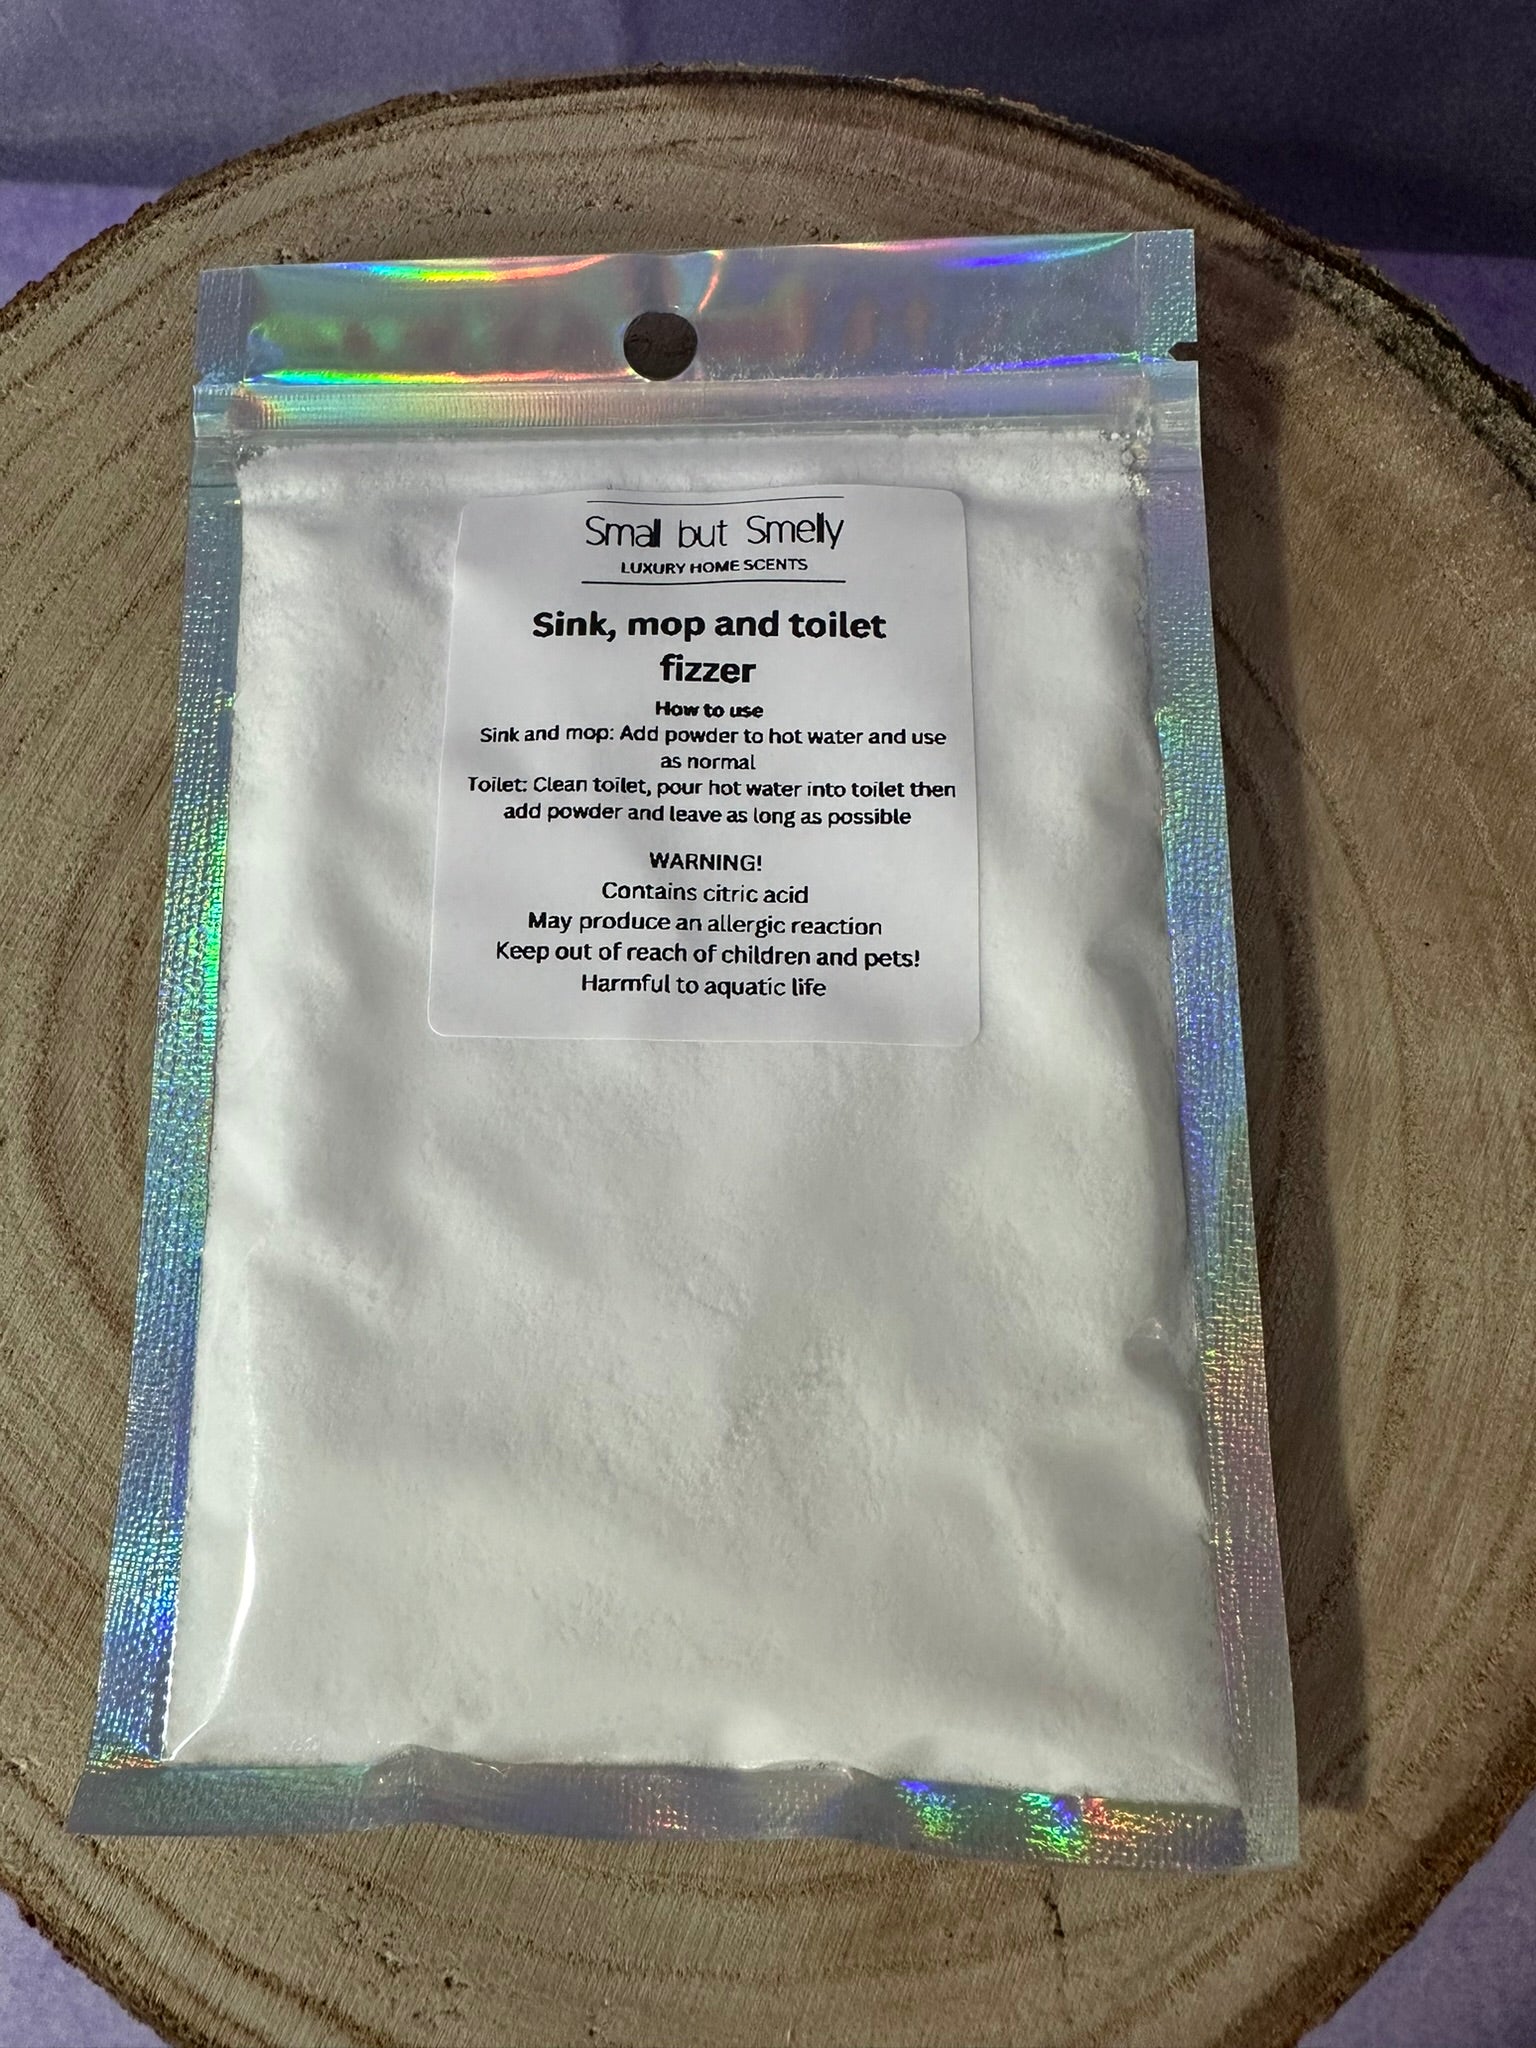 Small but Smelly
LUXURY HOME SCENTS
Sink, mop and toilet
fizzer
How to use
Sink and mop: Add powder to hot water and use
as normal
Toilet: Clean toilet, pour hot water into toilet then
add powder and leave as long as possible
WARNING!
Contains citric acid
May produce an allergic reaction
Keep out of reach of children and pets!
Harmful to aquatic life